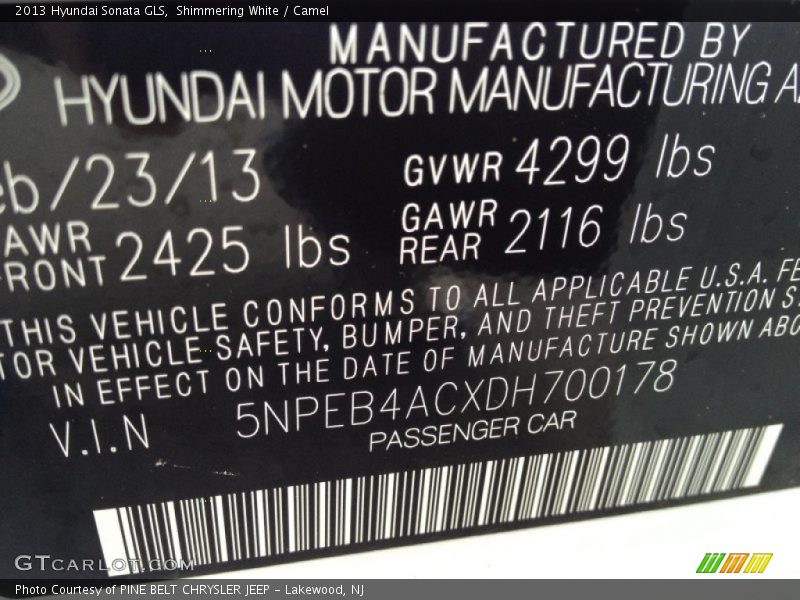 2013 Hyundai Sonata GLS,  Shimmering White / Camel
MANUFACTURED BY
HYUNDAI MOTOR MANUFACTURING A
eb/23/13 GVWR 4299 lbs
AWR FRONT 2425 lbs GAWR REAR 2116 lbs
THIS VEHICLE CONFORMS TO ALL APPLICABLE U.S.A. FE
TOR VEHICLE SAFETY, BUMPER, AND THEFT PREVENTION S
IN EFFECT ON THE DATE OF MANUFACTURE SHOWN ABO
V.I.N 5NPEB4ACXDH700178
PASSENGER CAR
GTCARLOT.COM
Photo Courtesy of PINE BELT CHRYSLER JEEP - Lakewood, NJ